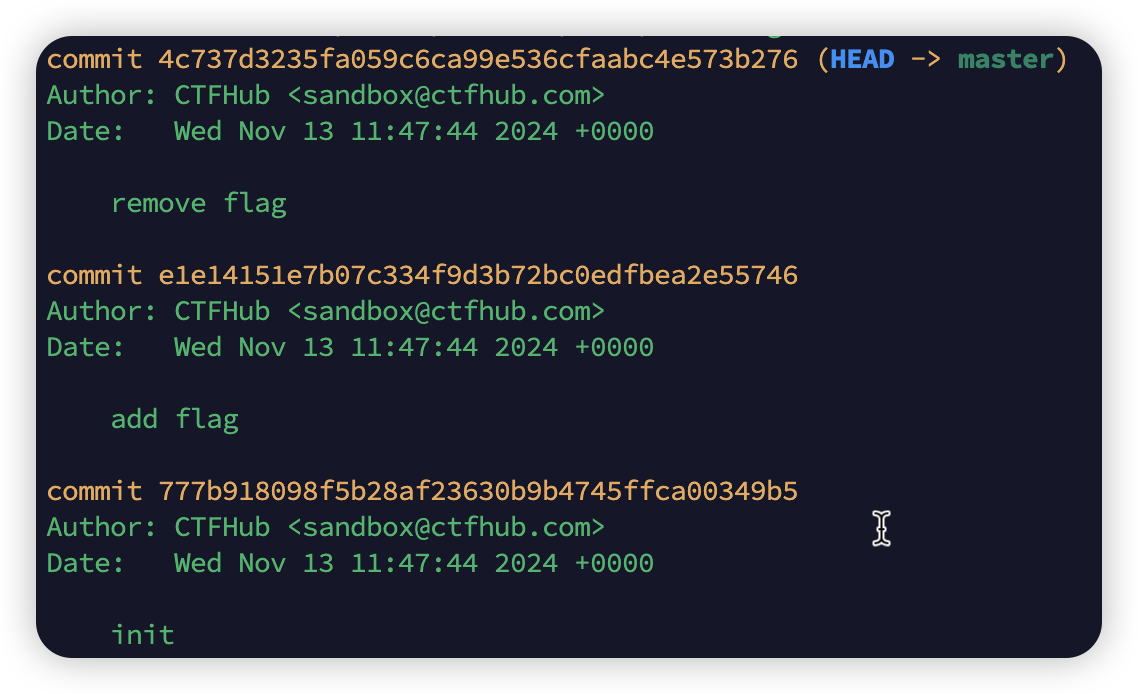 commit 4c737d3235fa059c6ca99e536cfaabc4e573b276 (HEAD -> master)
Author: CTFHub <sandbox@ctfhub.com>
Date:   Wed Nov 13 11:47:44 2024 +0000
    remove flag
commit e1e14151e7b07c334f9d3b72bc0edfbea2e55746
Author: CTFHub <sandbox@ctfhub.com>
Date:   Wed Nov 13 11:47:44 2024 +0000
    add flag
commit 777b918098f5b28af23630b9b4745ffca00349b5
Author: CTFHub <sandbox@ctfhub.com>
Date:   Wed Nov 13 11:47:44 2024 +0000
    init